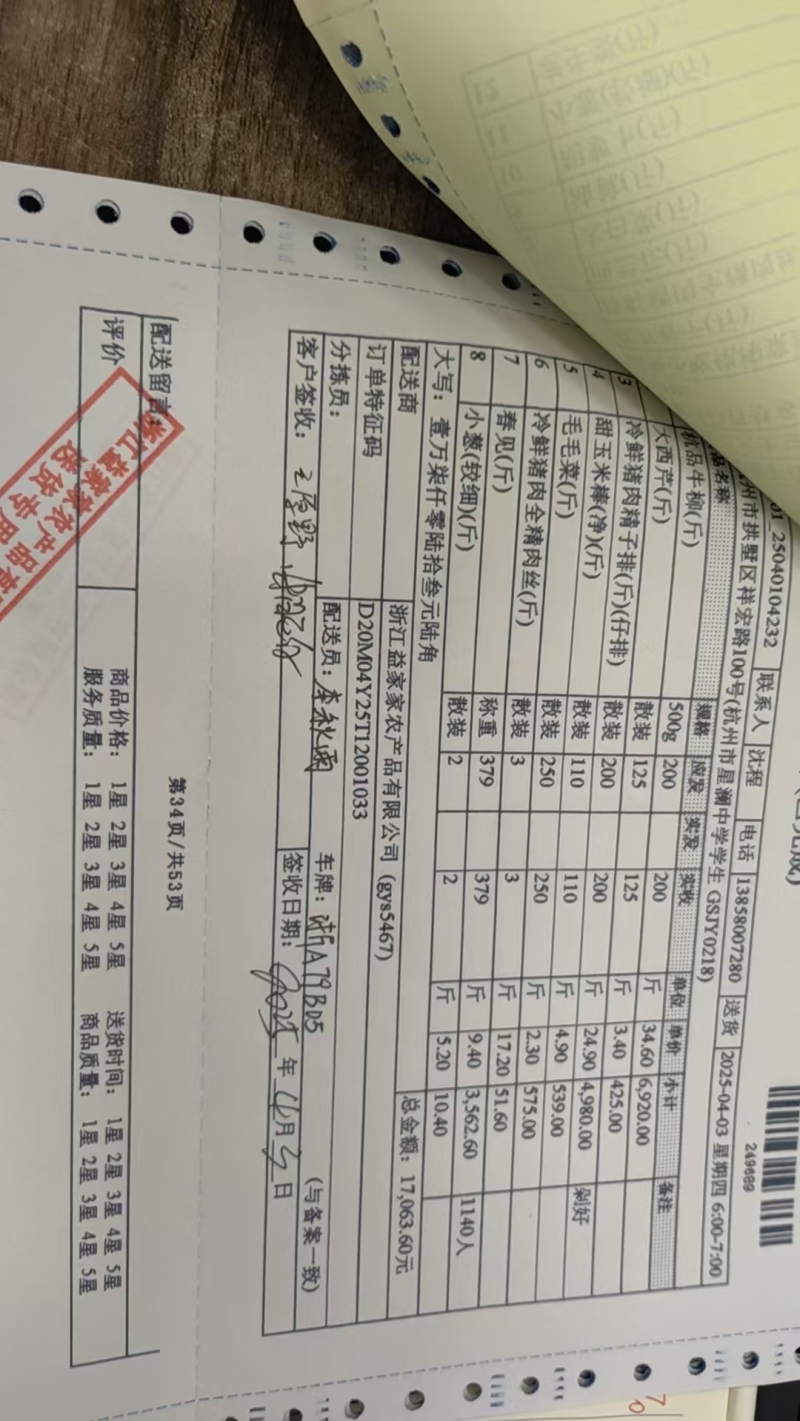 01_25040104232 联系人 沈程 电话 13858007280 送货 2025-04-03 星期四 6:00-7:00
249689
州市拱墅区祥宏路100号(杭州市星澜中学学生 GSJY0218)
品名称 规格 应发 实发 实收 单位 单价 小计 备注
杭品牛柳(斤) 500g 200 200 斤 34.60 6,920.00
大西芹(斤) 散装 125 125 斤 3.40 425.00
3 冷鲜猪肉精子排(斤)(仔排) 散装 200 200 斤 24.90 4,980.00 剁好
4 甜玉米棒(净)(斤) 散装 110 110 斤 4.90 539.00
5 毛毛菜(斤) 散装 250 250 斤 2.30 575.00
6 冷鲜猪肉全精肉丝(斤) 散装 3 3 斤 17.20 51.60
7 春见(斤) 称重 379 379 斤 9.40 3,562.60 1140人
8 小葱(较细)(斤) 散装 2 2 斤 5.20 10.40
大写: 壹万柒仟零陆拾叁元陆角 总金额: 17,063.60元
配送商 浙江益家家农产品有限公司 (gys5467)
订单特征码 D20M04Y25T12001033
分拣员: 配送员: 车牌: 浙A79B05 (与备案一致)
客户签收: 签收日期: 2025年4月3日
配送留言:
第34页/共53页
评价 商品价格: 1星 2星 3星 4星 5星 送货时间: 1星 2星 3星 4星 5星
服务质量: 1星 2星 3星 4星 5星 商品质量: 1星 2星 3星 4星 5星